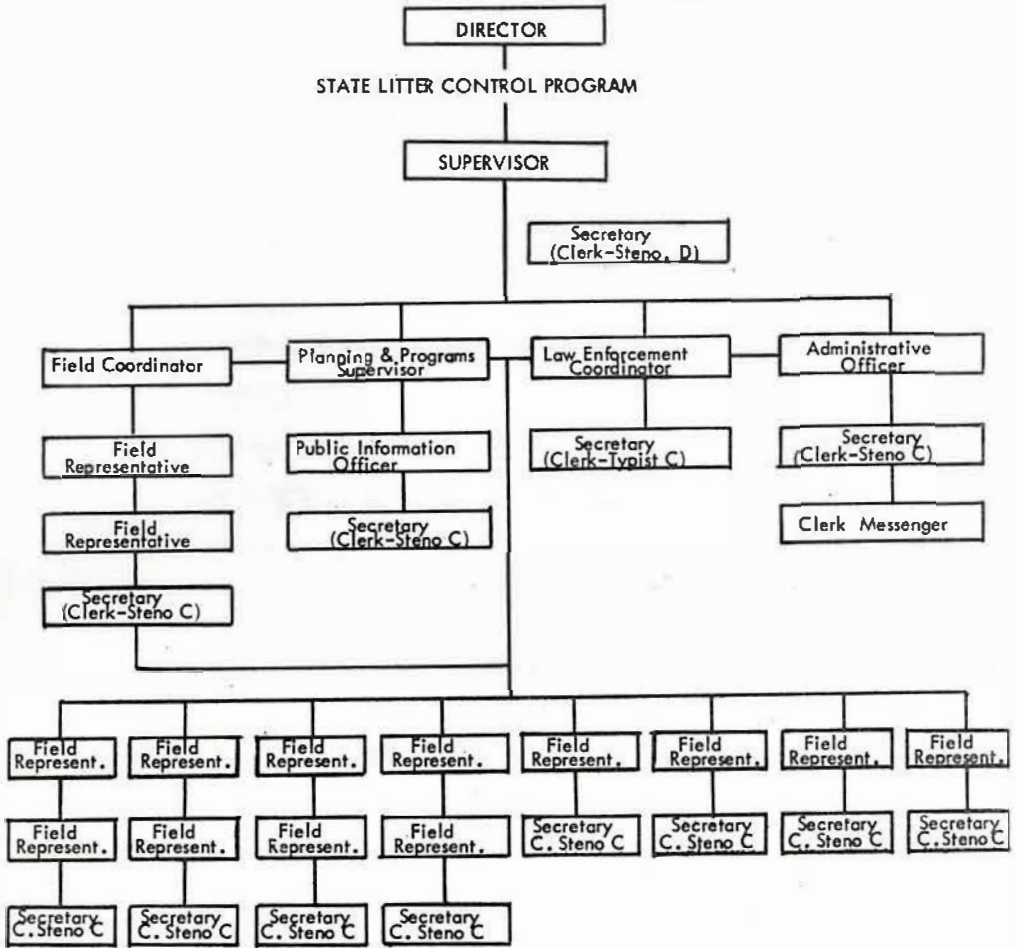 DIRECTOR
STATE LITTER CONTROL PROGRAM
SUPERVISOR
Secretary
(Clerk-Steno. D)
Field Coordinator
Planning & Programs
Supervisor
Law Enforcement
Coordinator
Administrative
Officer
Field
Representative
Public Information
Officer
Secretary
(Clerk-Typist C)
Secretary
(Clerk-Steno C)
Field
Representative
Secretary
(Clerk-Steno C)
Clerk Messenger
Secretary
(Clerk-Steno C)
Field
Represent.
Field
Represent.
Field
Represent.
Field
Represent.
Field
Represent.
Field
Represent.
Field
Represent.
Field
Represent.
Field
Represent.
Field
Represent.
Field
Represent.
Field
Represent.
Secretary
C. Steno C
Secretary
C. Steno C
Secretary
C. Steno C
Secretary
C. Steno C
Secretary
C. Steno C
Secretary
C. Steno C
Secretary
C. Steno C
Secretary
C. Steno C